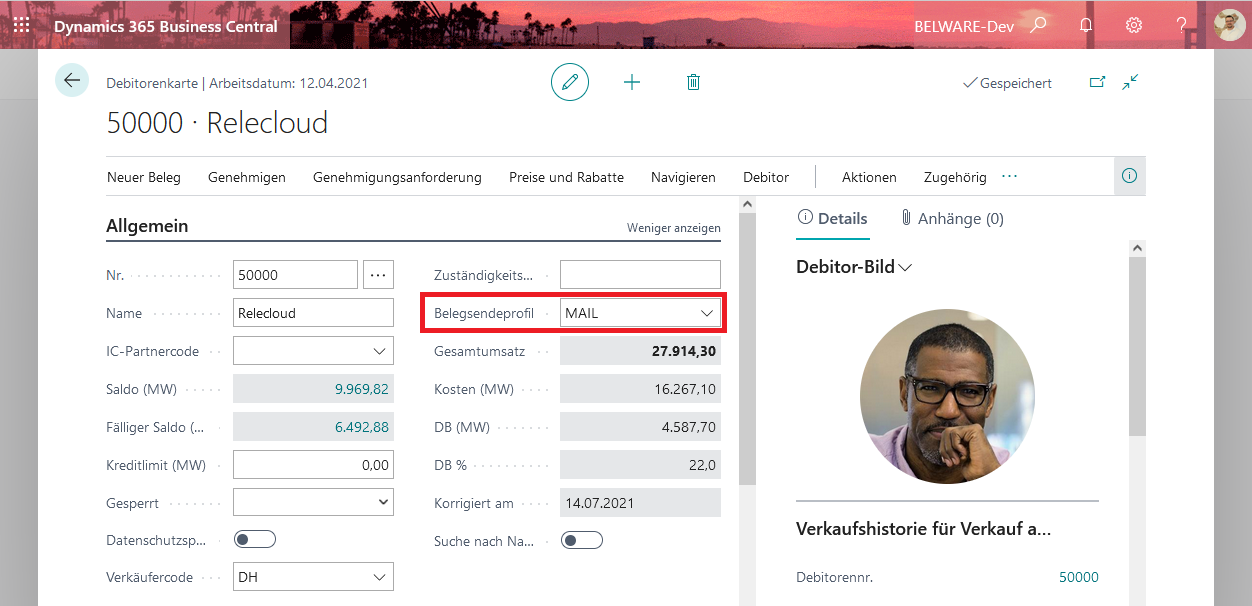 Dynamics 365 Business Central
BELWARE-Dev
Debitorenkarte | Arbeitsdatum: 12.04.2021
Gespeichert
50000 · Relecloud
Neuer Beleg Genehmigen Genehmigungsanforderung Preise und Rabatte Navigieren Debitor Aktionen Zugehörig ···
Allgemein
Weniger anzeigen
Nr. 50000 ...
Name Relecloud
IC-Partnercode
Saldo (MW) 9.969,82
Fälliger Saldo (... 6.492,88
Kreditlimit (MW) 0,00
Gesperrt
Datenschutzsp...
Verkäufercode DH
Zuständigkeits...
Belegsendeprofil MAIL
Gesamtumsatz 27.914,30
Kosten (MW) 16.267,10
DB (MW) 4.587,70
DB % 22,0
Korrigiert am 14.07.2021
Suche nach Na...
Details Anhänge (0)
Debitor-Bild
Verkaufshistorie für Verkauf a...
Debitorennr. 50000